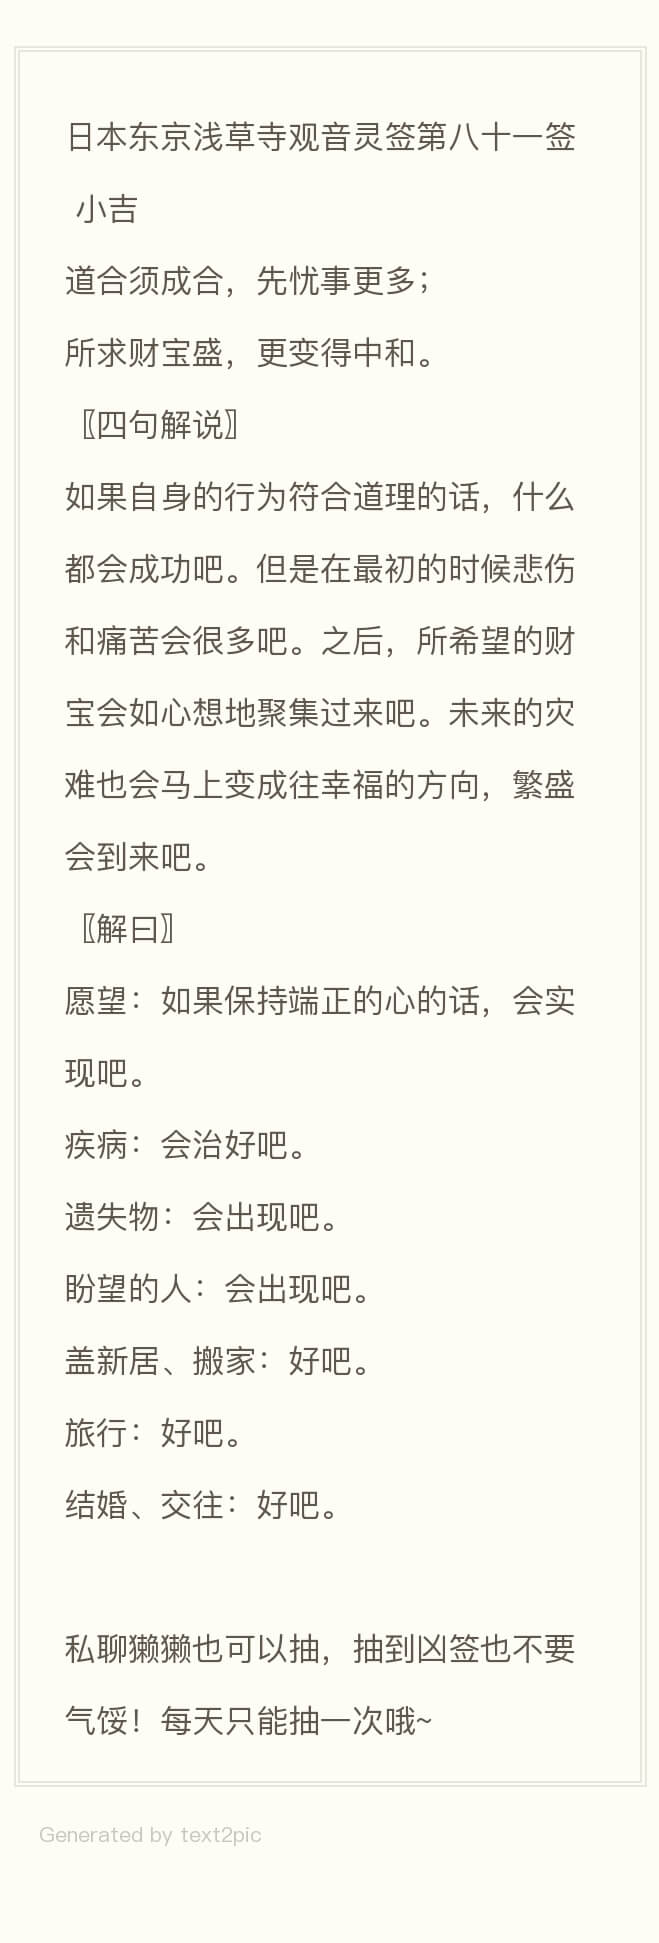 日本东京浅草寺观音灵签第八十一签
小吉
道合须成合，先忧事更多；
所求财宝盛，更变得中和。
〖四句解说〗
如果自身的行为符合道理的话，什么
都会成功吧。但是在最初的时候悲伤
和痛苦会很多吧。之后，所希望的财
宝会如心想地聚集过来吧。未来的灾
难也会马上变成往幸福的方向，繁盛
会到来吧。
〖解曰〗
愿望：如果保持端正的心的话，会实
现吧。
疾病：会治好吧。
遗失物：会出现吧。
盼望的人：会出现吧。
盖新居、搬家：好吧。
旅行：好吧。
结婚、交往：好吧。
私聊獭獭也可以抽，抽到凶签也不要
气馁！每天只能抽一次哦~
Generated by text2pic